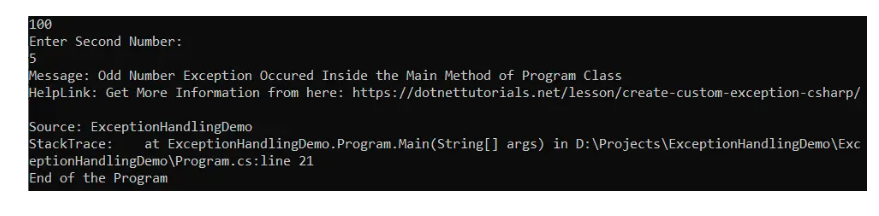 100
Enter Second Number:
5
Message: Odd Number Exception Occured Inside the Main Method of Program Class
HelpLink: Get More Information from here: https://dotnettutorials.net/lesson/create-custom-exception-csharp/
Source: ExceptionHandlingDemo
StackTrace:    at ExceptionHandlingDemo.Program.Main(String[] args) in D:\Projects\ExceptionHandlingDemo\Exc
eptionHandlingDemo\Program.cs:line 21
End of the Program